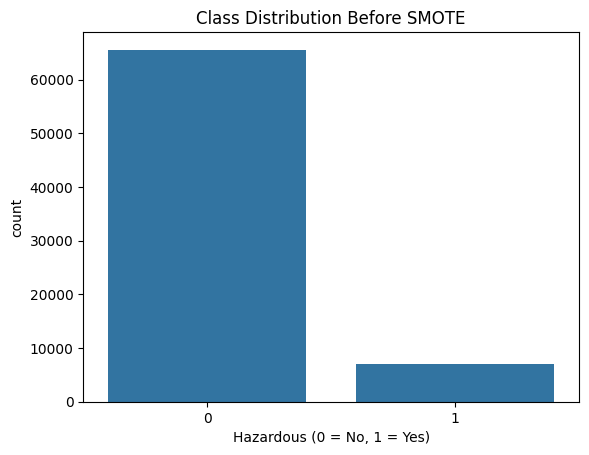 Class Distribution Before SMOTE
60000
50000
40000
30000
20000
10000
0
count
0 1
Hazardous (0 = No, 1 = Yes)